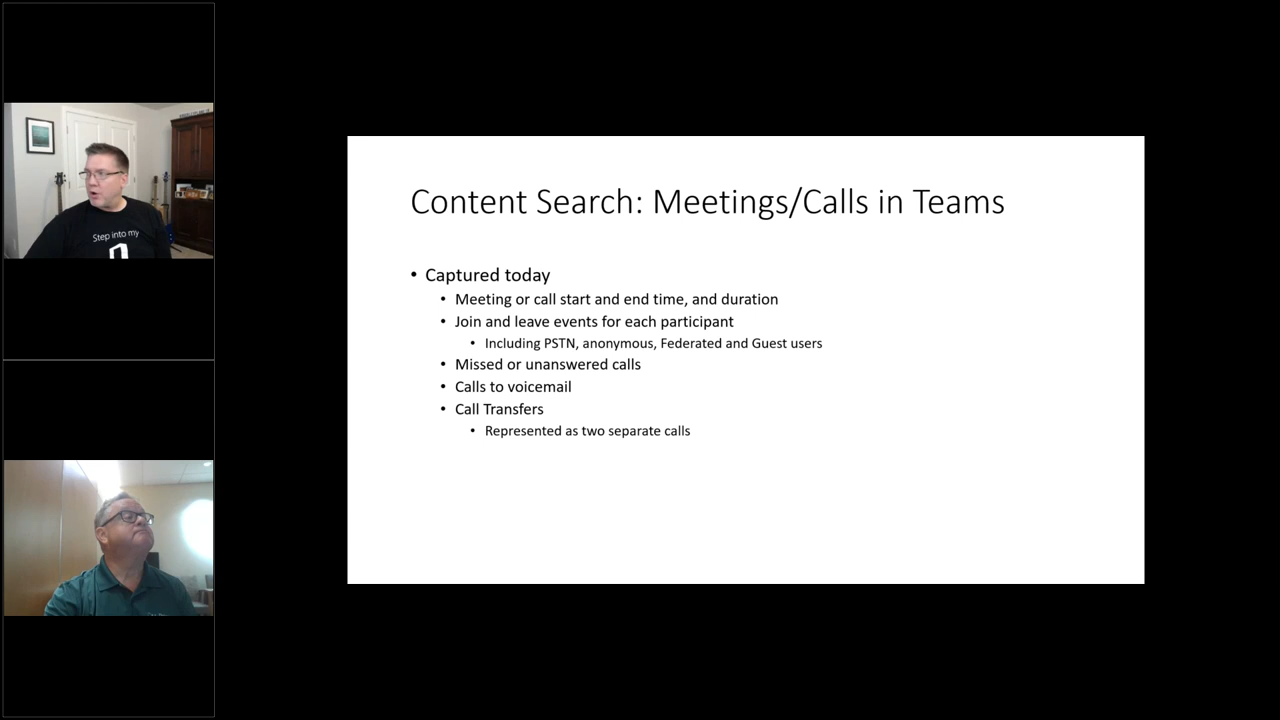 Step into my
Content Search: Meetings/Calls in Teams
• Captured today
• Meeting or call start and end time, and duration
• Join and leave events for each participant
• Including PSTN, anonymous, Federated and Guest users
• Missed or unanswered calls
• Calls to voicemail
• Call Transfers
• Represented as two separate calls